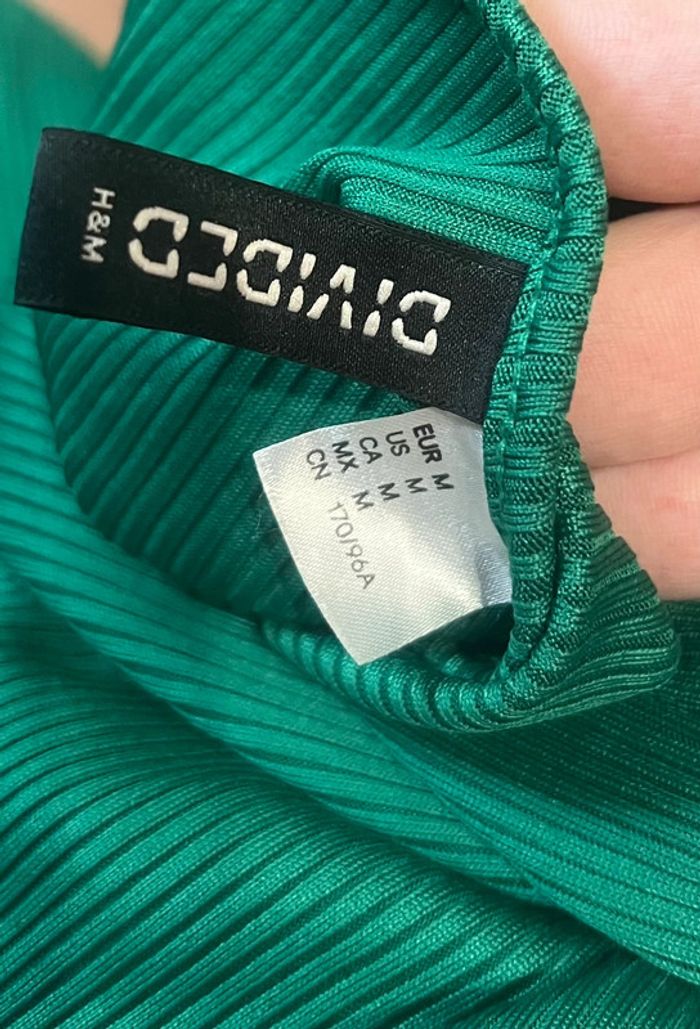 DIVIDED
H&M
EUR M
US M
CA M
MX M
CN 170/96A